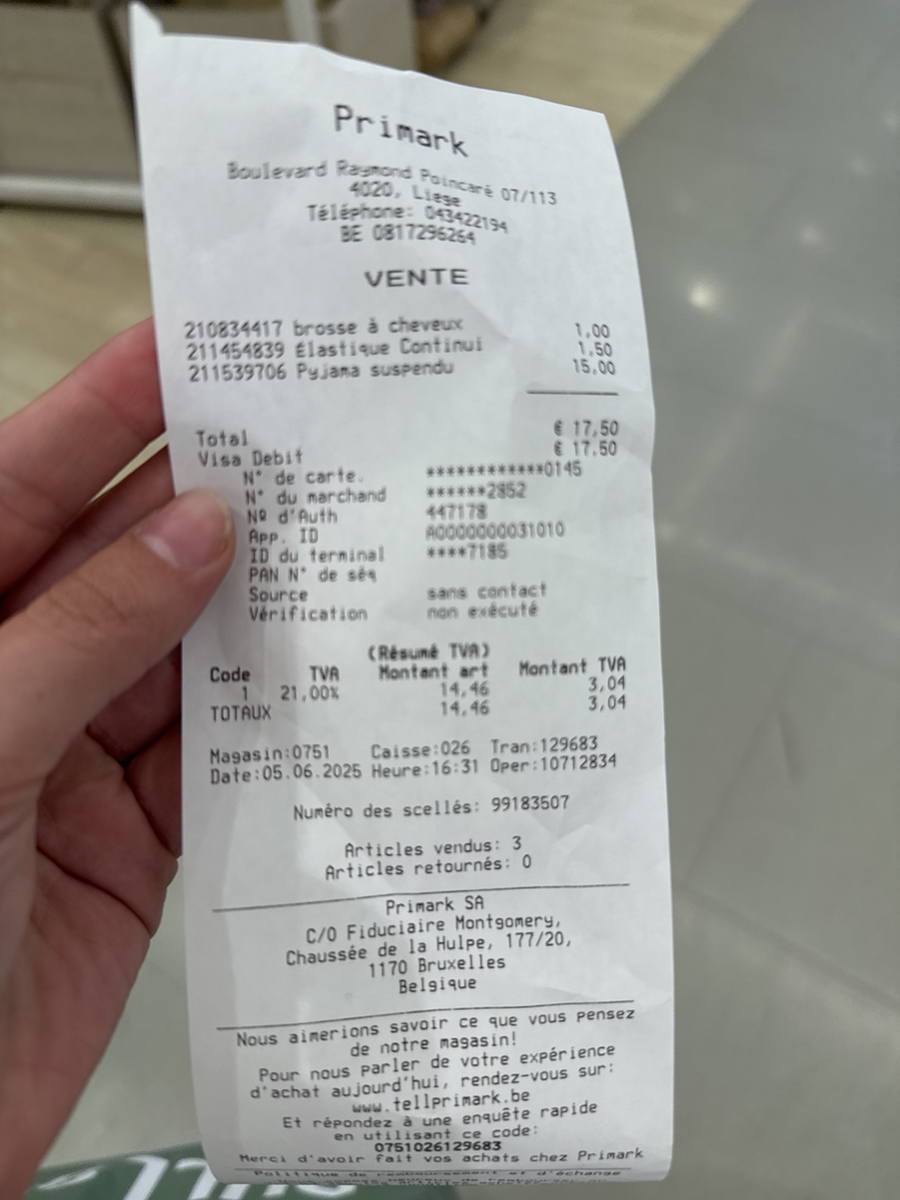 Primark
Boulevard Raymond Poincaré 07/113
4020, Liege
Téléphone: 043422194
BE 0817296264
VENTE
210834417 brosse à cheveux 1,00
211454839 Élastique Continui 1,50
211539706 Pyjama suspendu 15,00
Total € 17,50
Visa Debit € 17,50
N° de carte. ************0145
N° du marchand ******2852
Nº d'Auth 447178
App. ID A0000000031010
ID du terminal ****7185
PAN N° de séq
Source sans contact
Vérification non exécuté
(Résumé TVA)
Code TVA Montant art Montant TVA
1 21,00% 14,46 3,04
TOTAUX 14,46 3,04
Magasin:0751 Caisse:026 Tran:129683
Date:05.06.2025 Heure:16:31 Oper:10712834
Numéro des scellés: 99183507
Articles vendus: 3
Articles retournés: 0
Primark SA
C/O Fiduciaire Montgomery,
Chaussée de la Hulpe, 177/20,
1170 Bruxelles
Belgique
Nous aimerions savoir ce que vous pensez
de notre magasin!
Pour nous parler de votre expérience
d'achat aujourd'hui, rendez-vous sur:
www.tellprimark.be
Et répondez à une enquête rapide
en utilisant ce code:
0751026129683
Merci d'avoir fait vos achats chez Primark
Politique de remboursement et d'échange